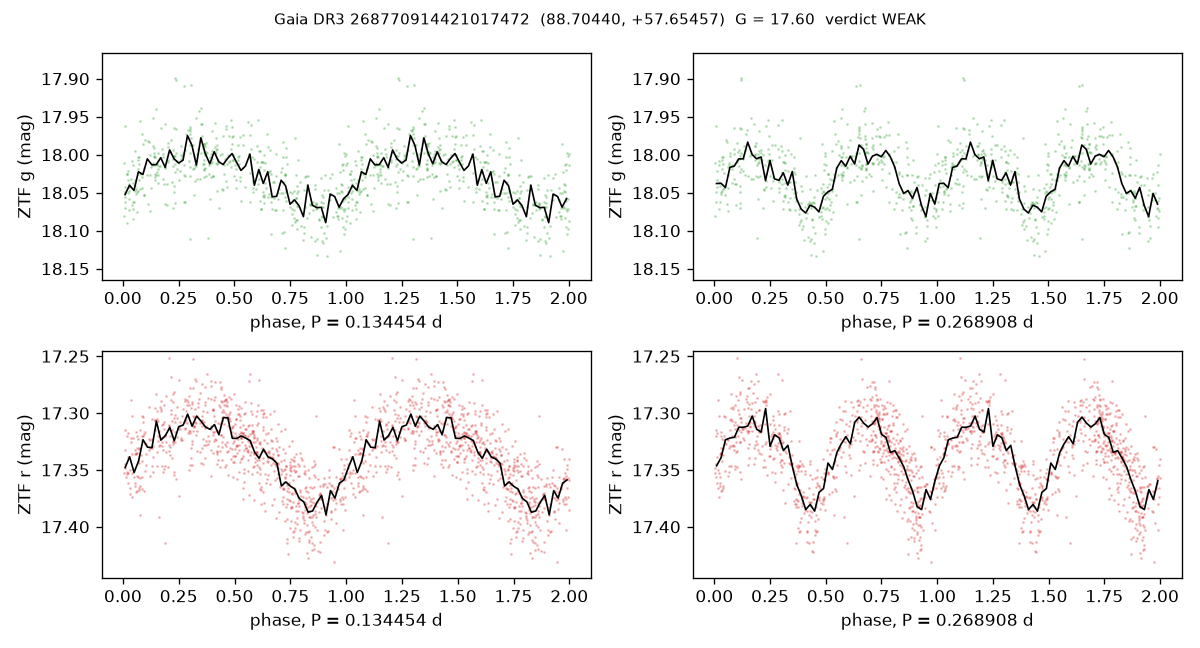 Gaia DR3 268770914421017472 (88.70440, +57.65457) G = 17.60 verdict WEAK
ZTF g (mag)
17.90
17.95
18.00
18.05
18.10
18.15
0.00 0.25 0.50 0.75 1.00 1.25 1.50 1.75 2.00
phase, P = 0.134454 d
ZTF g (mag)
17.90
17.95
18.00
18.05
18.10
18.15
0.00 0.25 0.50 0.75 1.00 1.25 1.50 1.75 2.00
phase, P = 0.268908 d
ZTF r (mag)
17.25
17.30
17.35
17.40
0.00 0.25 0.50 0.75 1.00 1.25 1.50 1.75 2.00
phase, P = 0.134454 d
ZTF r (mag)
17.25
17.30
17.35
17.40
0.00 0.25 0.50 0.75 1.00 1.25 1.50 1.75 2.00
phase, P = 0.268908 d